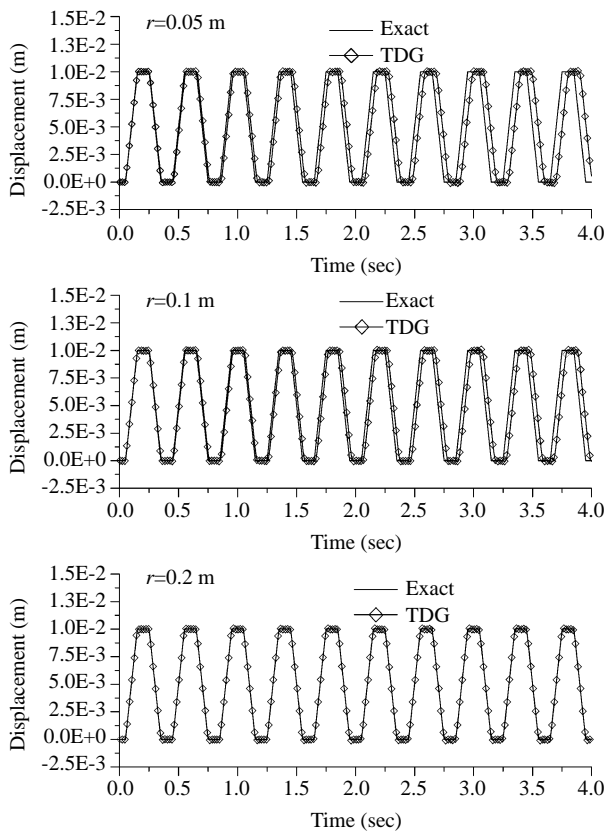 1.5E-2
r=0.05 m
Exact
1.3E-2
TDG
1.0E-2
7.5E-3
5.0E-3
2.5E-3
0.0E+0
-2.5E-3
Displacement (m)
0.0 0.5 1.0 1.5 2.0 2.5 3.0 3.5 4.0
Time (sec)
1.5E-2
r=0.1 m
Exact
1.3E-2
TDG
1.0E-2
7.5E-3
5.0E-3
2.5E-3
0.0E+0
-2.5E-3
Displacement (m)
0.0 0.5 1.0 1.5 2.0 2.5 3.0 3.5 4.0
Time (sec)
1.5E-2
r=0.2 m
Exact
1.3E-2
TDG
1.0E-2
7.5E-3
5.0E-3
2.5E-3
0.0E+0
-2.5E-3
Displacement (m)
0.0 0.5 1.0 1.5 2.0 2.5 3.0 3.5 4.0
Time (sec)